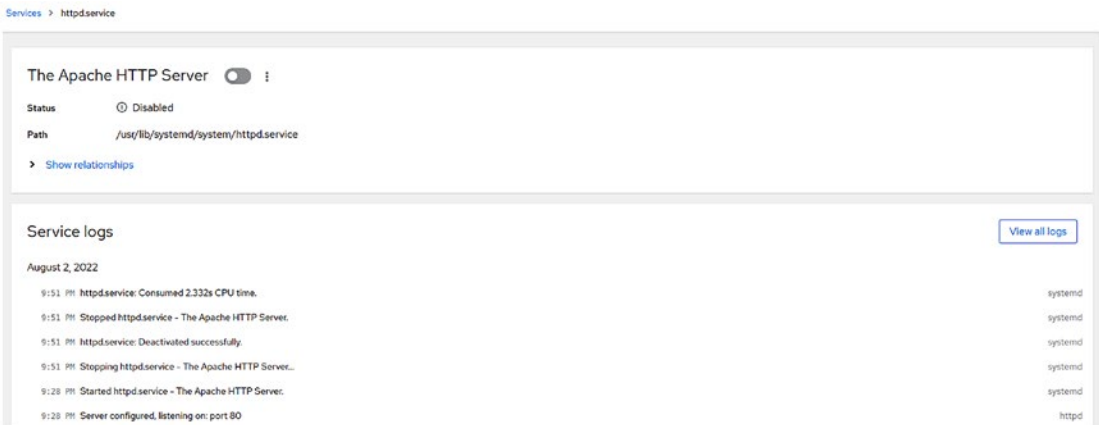 Services > httpd.service
The Apache HTTP Server
Status Disabled
Path /usr/lib/systemd/system/httpd.service
> Show relationships
Service logs View all logs
August 2, 2022
9:51 PM httpd.service: Consumed 2.332s CPU time. systemd
9:51 PM Stopped httpd.service - The Apache HTTP Server. systemd
9:51 PM httpd.service: Deactivated successfully. systemd
9:51 PM Stopping httpd.service - The Apache HTTP Server... systemd
9:28 PM Started httpd.service - The Apache HTTP Server. systemd
9:28 PM Server configured, listening on: port 80 httpd